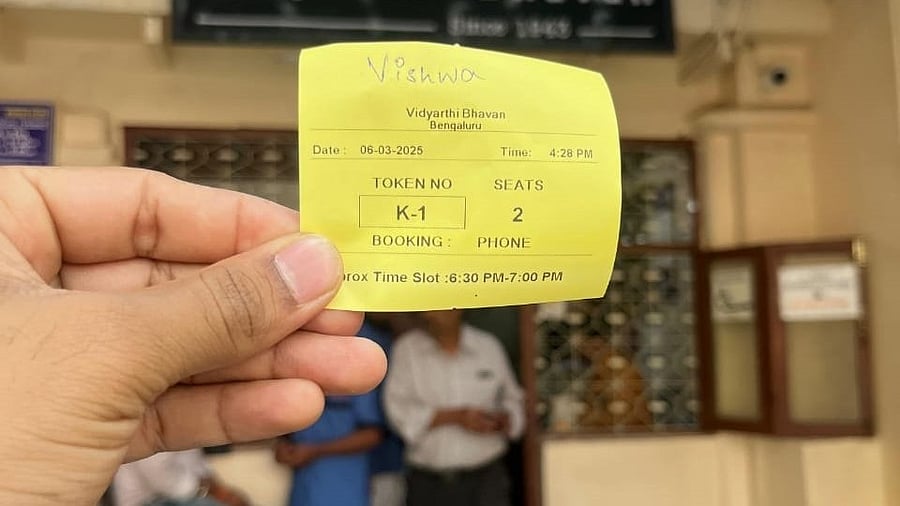 Since 1943
Vishwa
Vidyarthi Bhavan
Bengaluru
Date : 06-03-2025 Time: 4:28 PM
TOKEN NO SEATS
K-1 2
BOOKING : PHONE
prox Time Slot :6:30 PM-7:00 PM